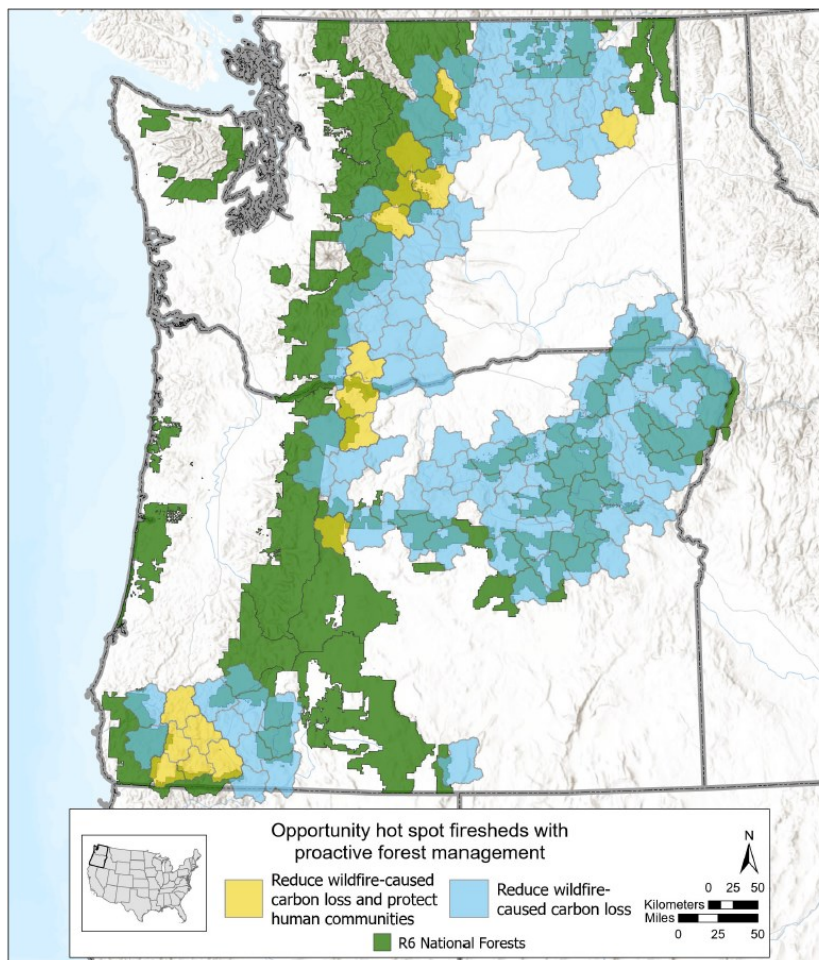 Opportunity hot spot firesheds with
proactive forest management
Reduce wildfire-caused
carbon loss and protect
human communities
Reduce wildfire-
caused carbon loss
R6 National Forests
N
0 25 50
Kilometers
Miles
0 25 50